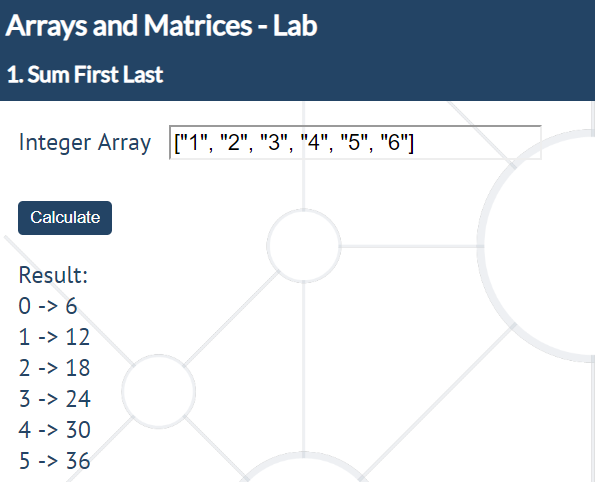 Arrays and Matrices - Lab
1. Sum First Last
Integer Array ["1", "2", "3", "4", "5", "6"]
Calculate
Result:
0 -> 6
1 -> 12
2 -> 18
3 -> 24
4 -> 30
5 -> 36